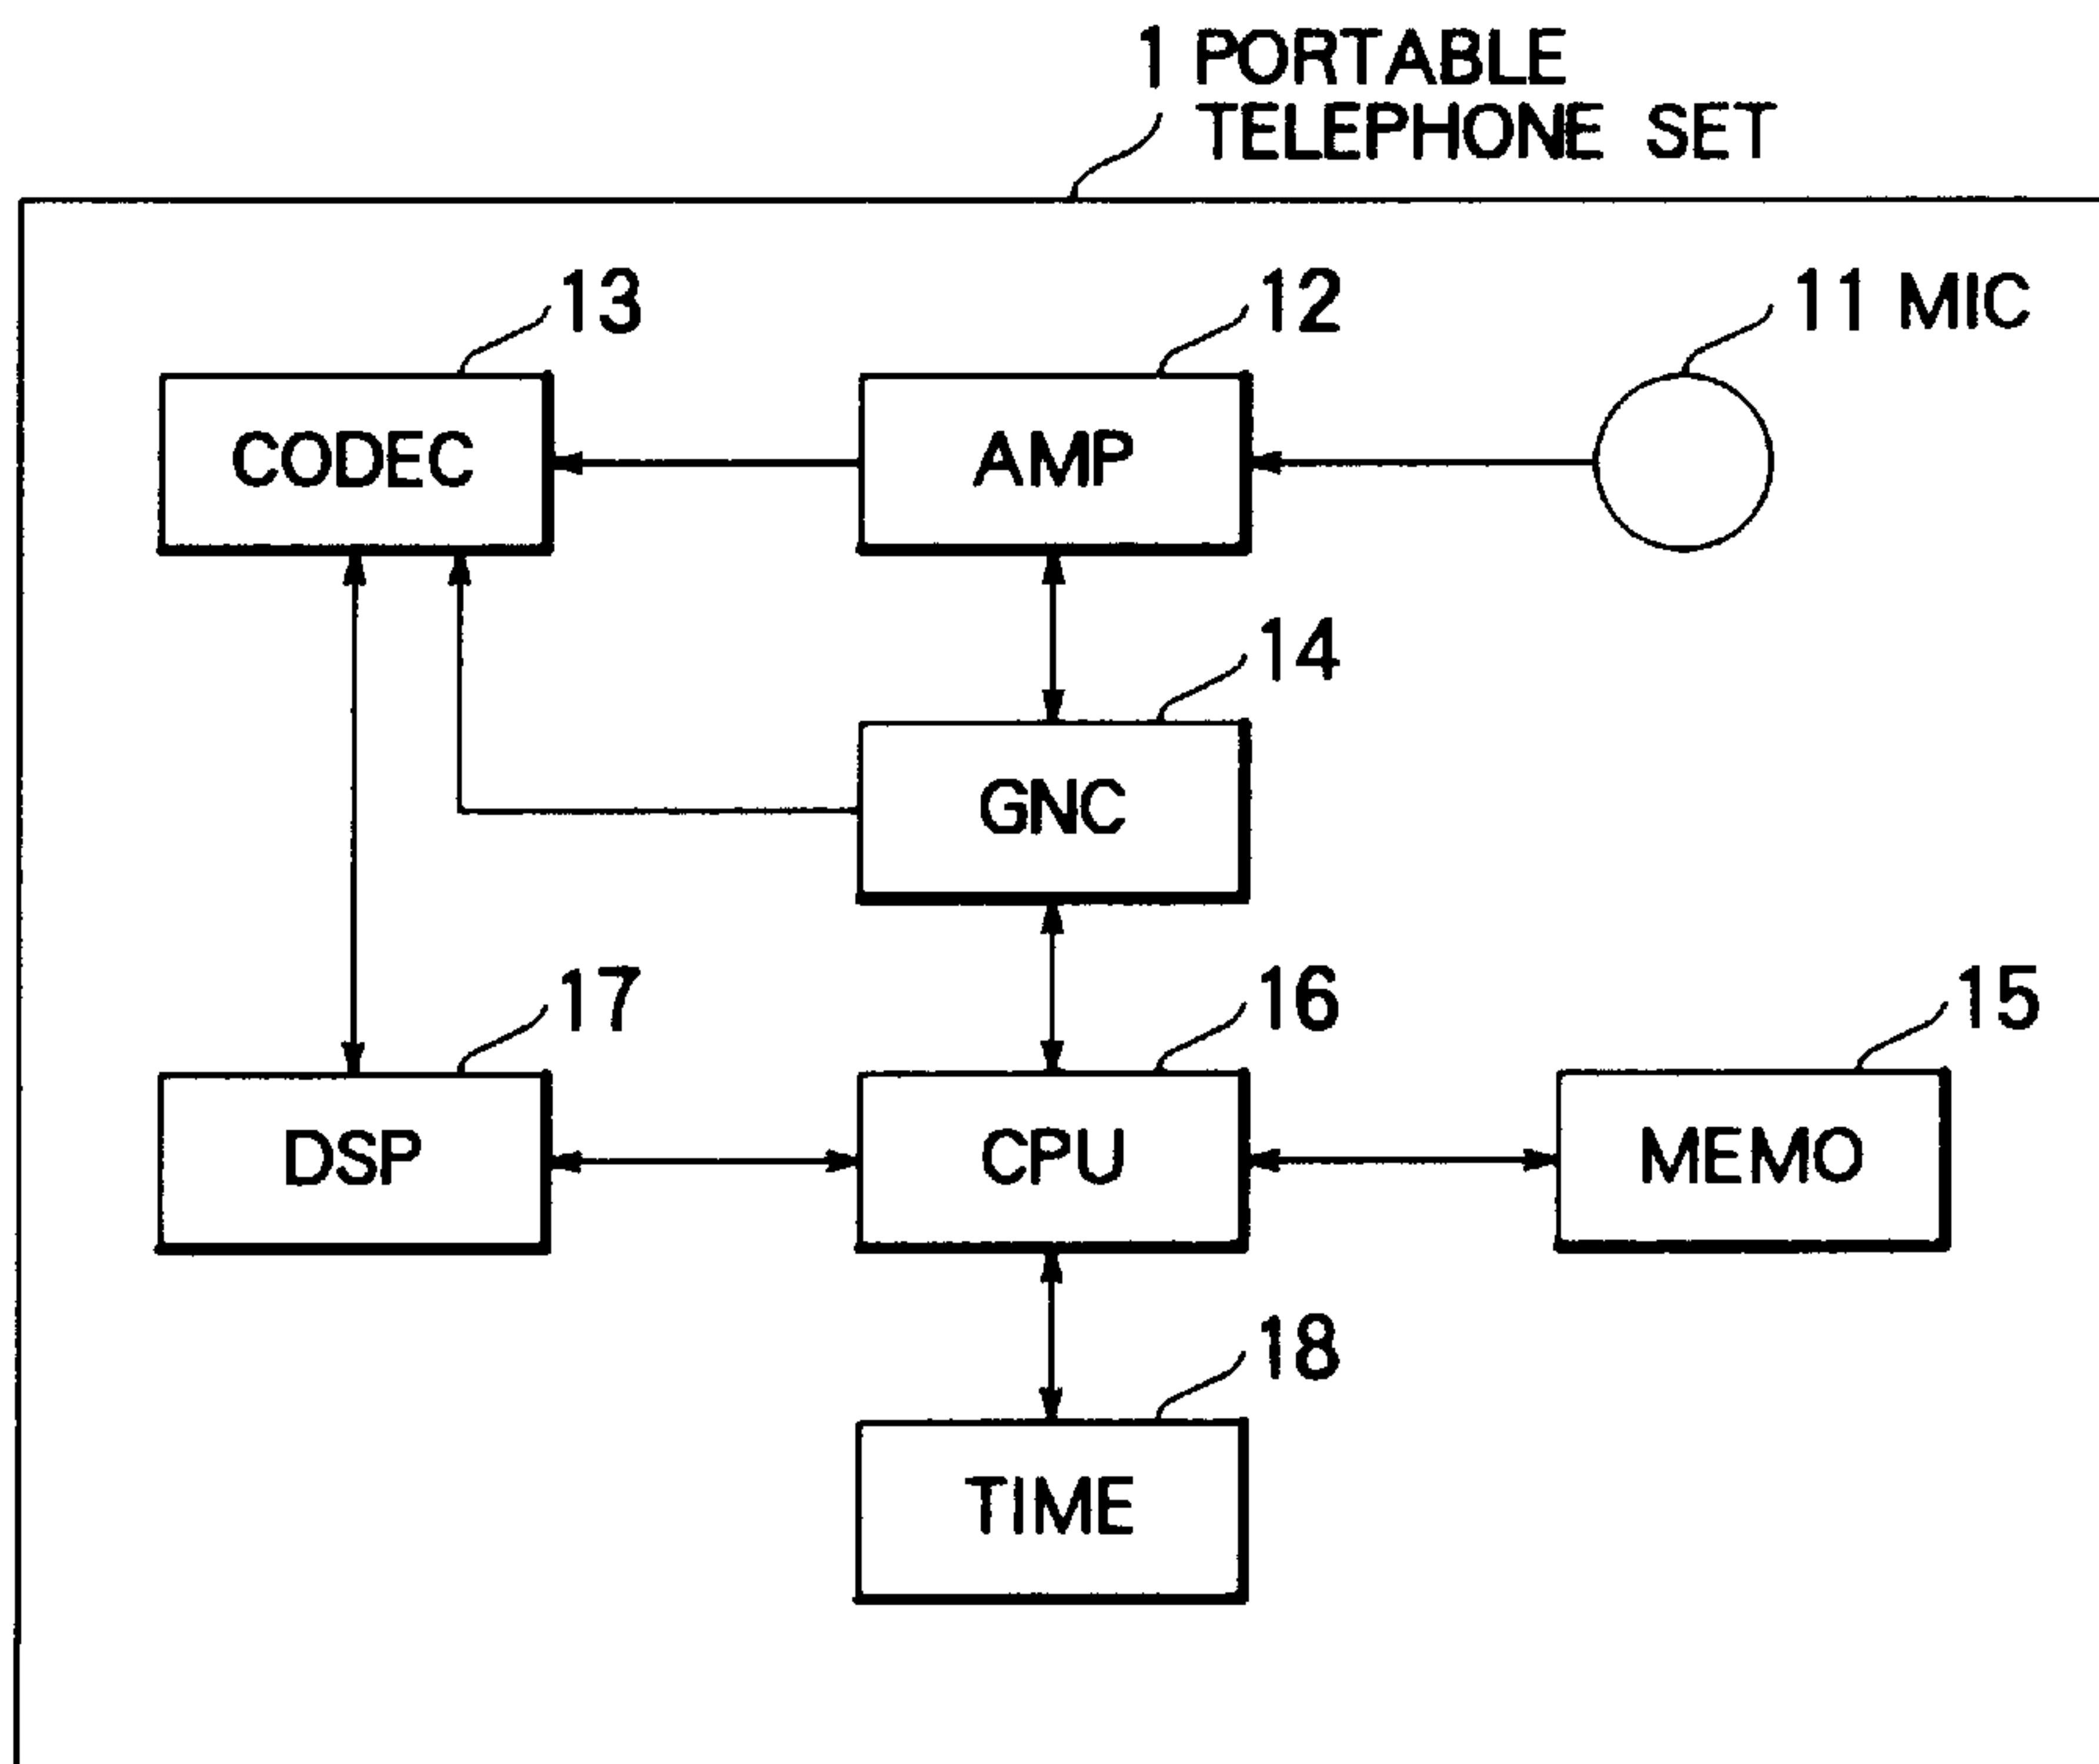 1 PORTABLE
TELEPHONE SET
13
12
11 MIC
CODEC
AMP
14
GNC
17
16
15
DSP
CPU
MEMO
18
TIME